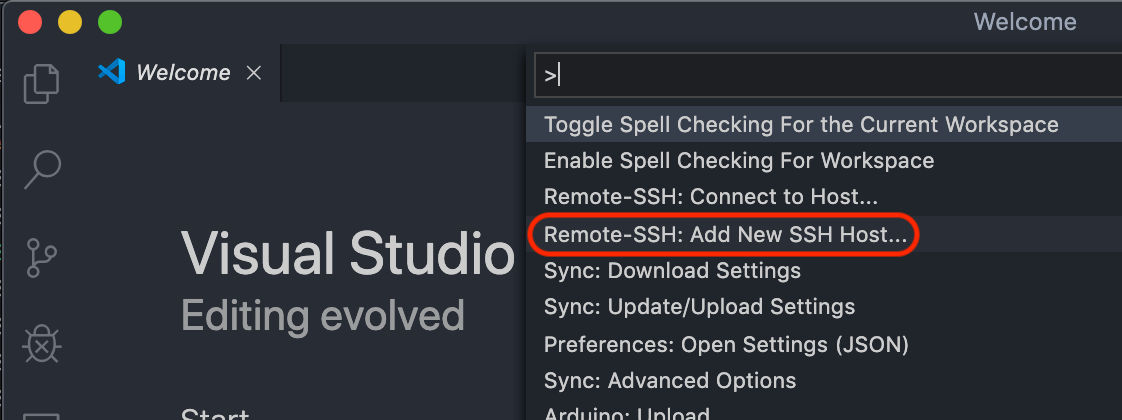 Welcome
Welcome
>
Toggle Spell Checking For the Current Workspace
Enable Spell Checking For Workspace
Remote-SSH: Connect to Host...
Remote-SSH: Add New SSH Host...
Sync: Download Settings
Sync: Update/Upload Settings
Preferences: Open Settings (JSON)
Sync: Advanced Options
Arduino: Upload
Visual Studio
Editing evolved
Start